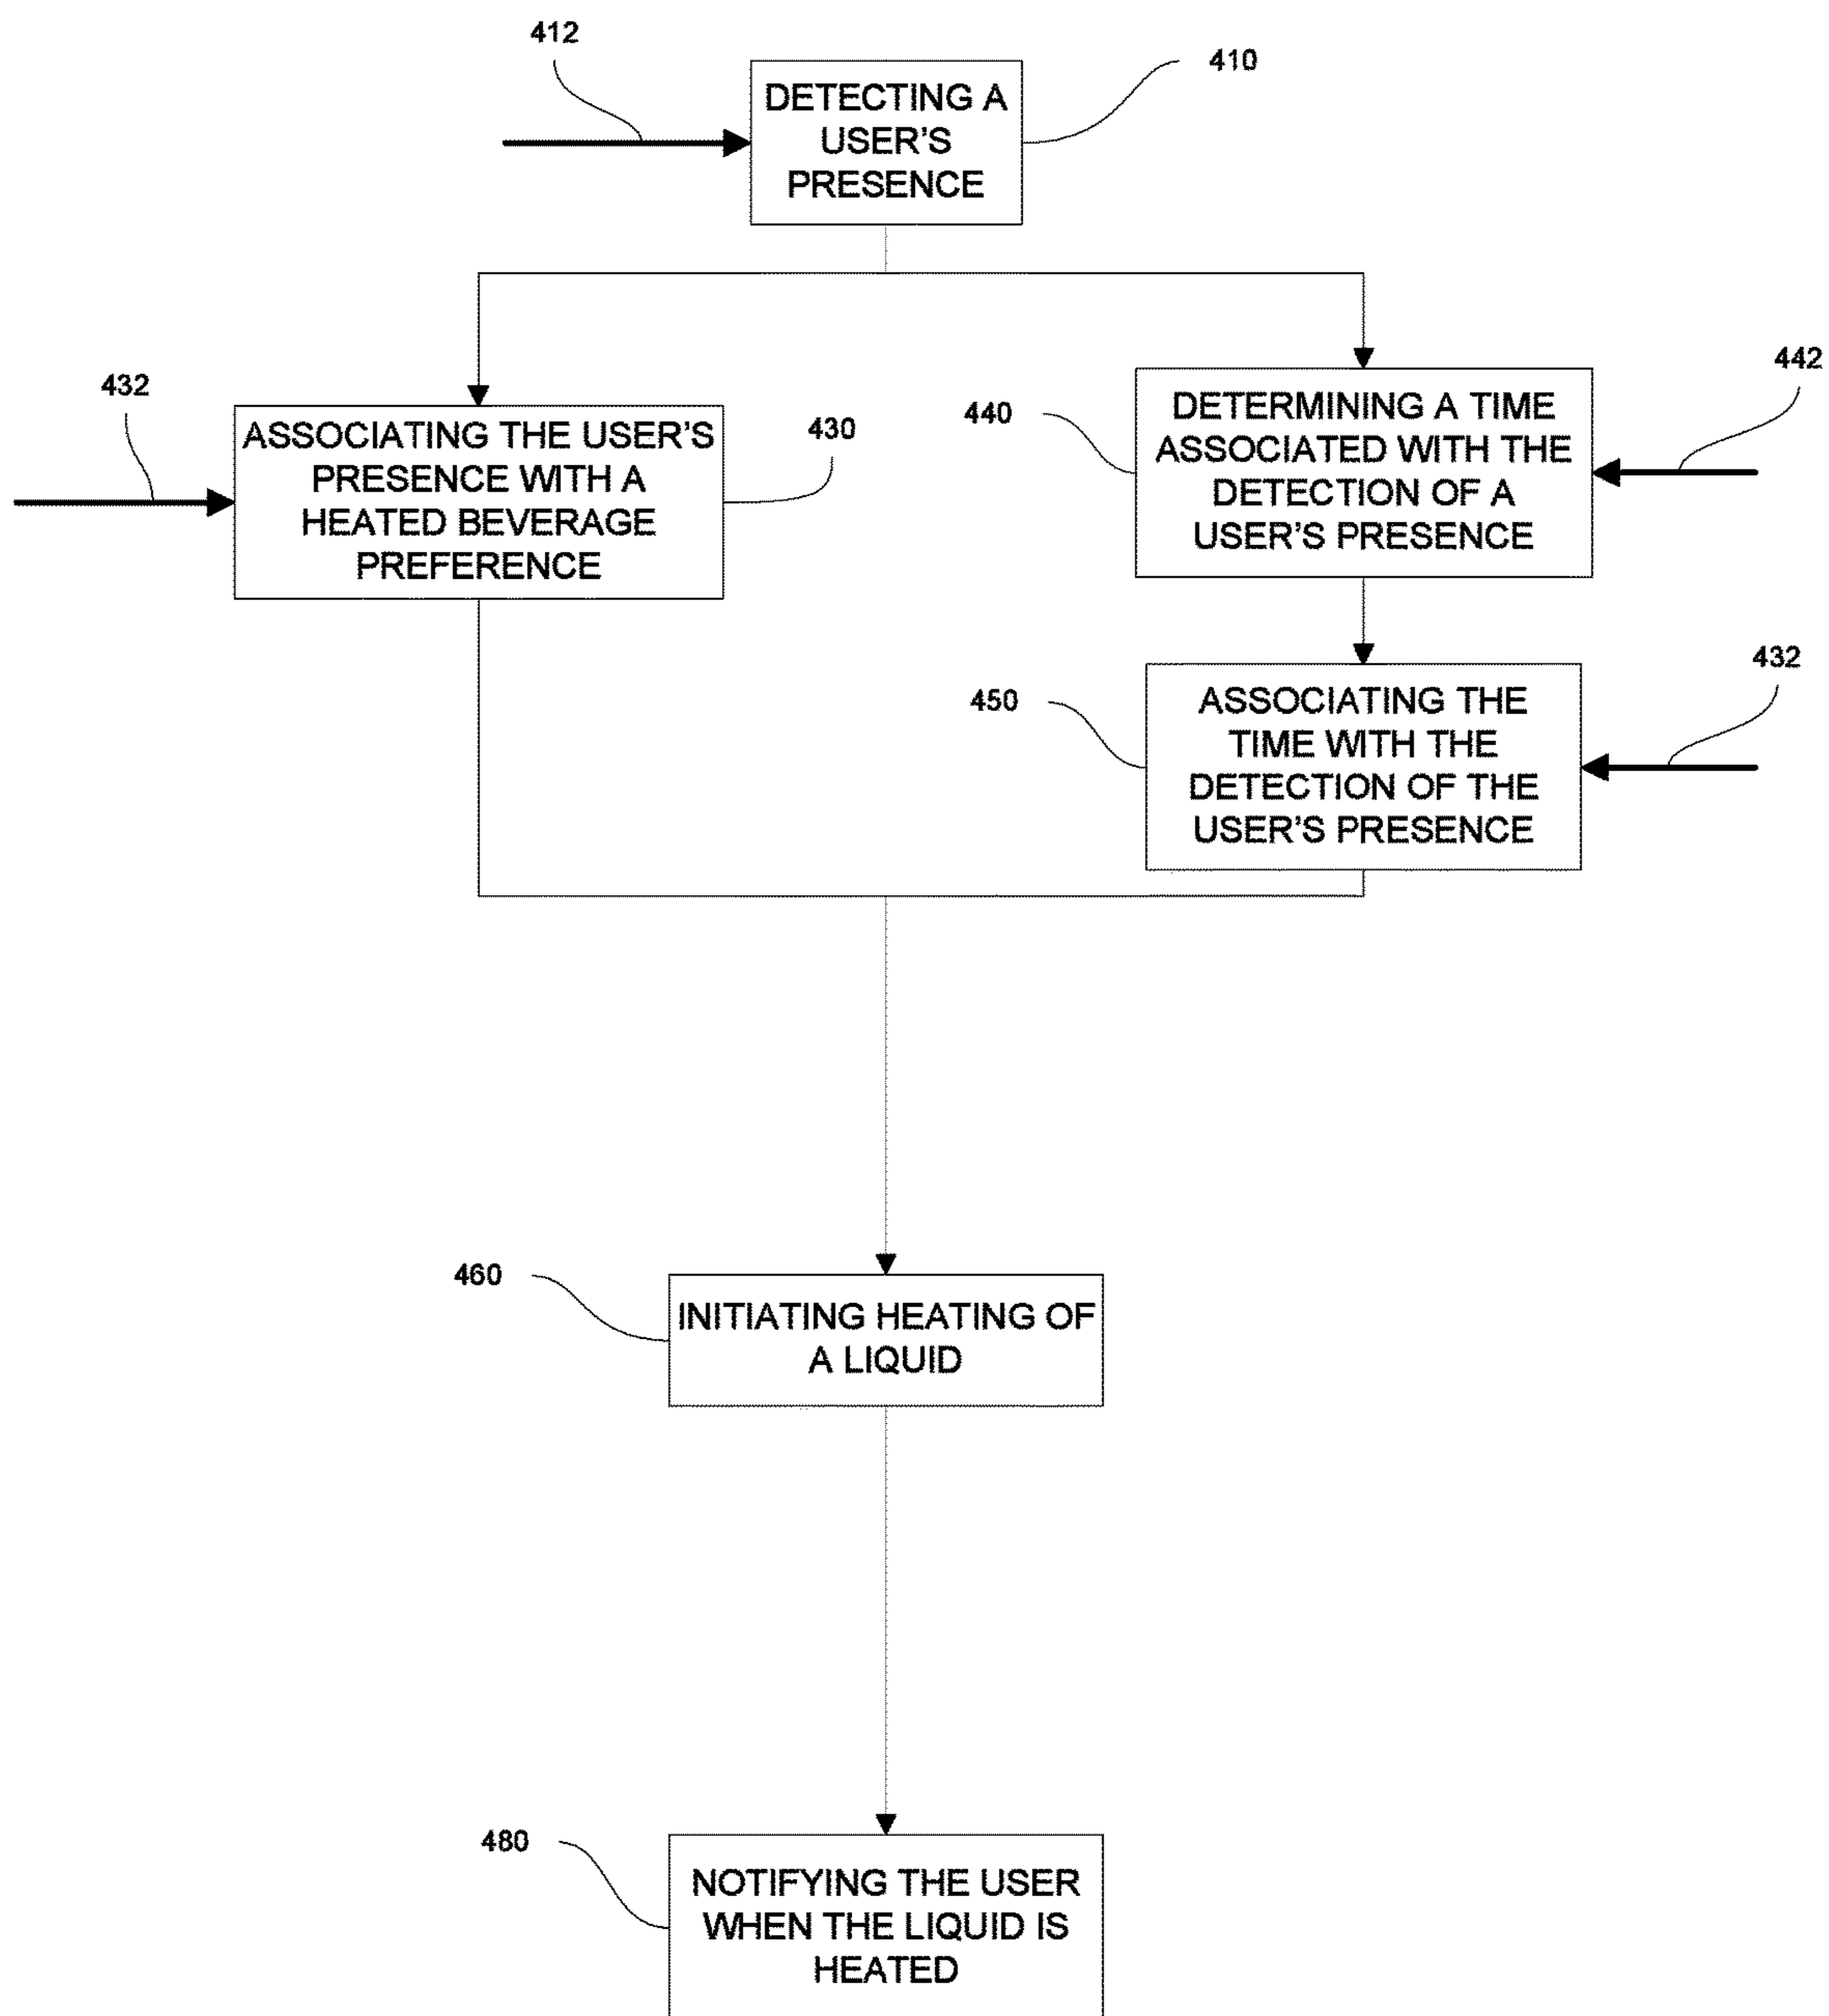 412
410
DETECTING A
USER'S
PRESENCE
432
ASSOCIATING THE USER'S
PRESENCE WITH A
HEATED BEVERAGE
PREFERENCE
430
440
DETERMINING A TIME
ASSOCIATED WITH THE
DETECTION OF A
USER'S PRESENCE
442
450
ASSOCIATING THE
TIME WITH THE
DETECTION OF THE
USER'S PRESENCE
432
460
INITIATING HEATING OF
A LIQUID
480
NOTIFYING THE USER
WHEN THE LIQUID IS
HEATED